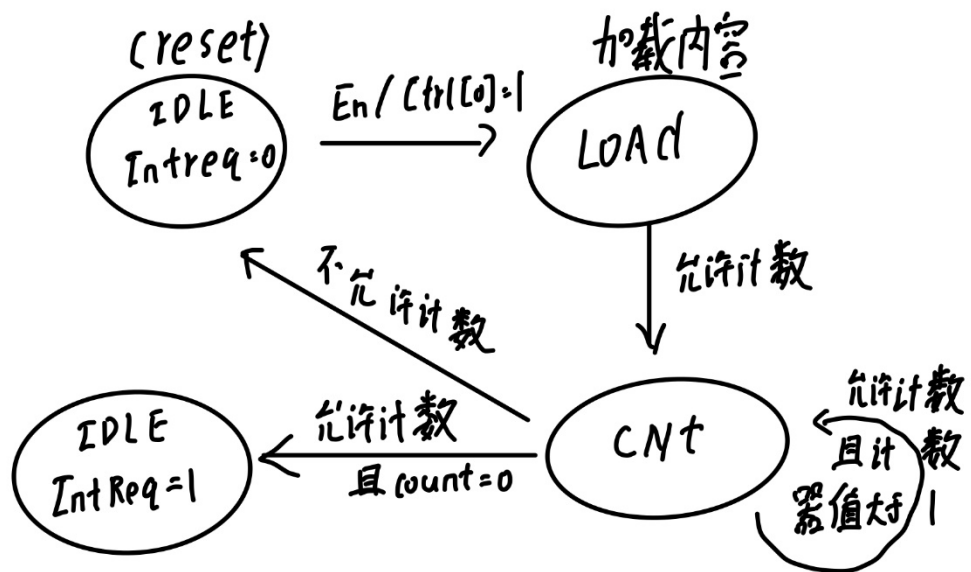 (reset)
IDLE
Intreq=0
En/Ctrl[0]=1
加载内容
LOAd
允许计数
不允许计数
IDLE
IntReq=1
允许计数
且count=0
CNt
允许计数
且计数
器值大于1